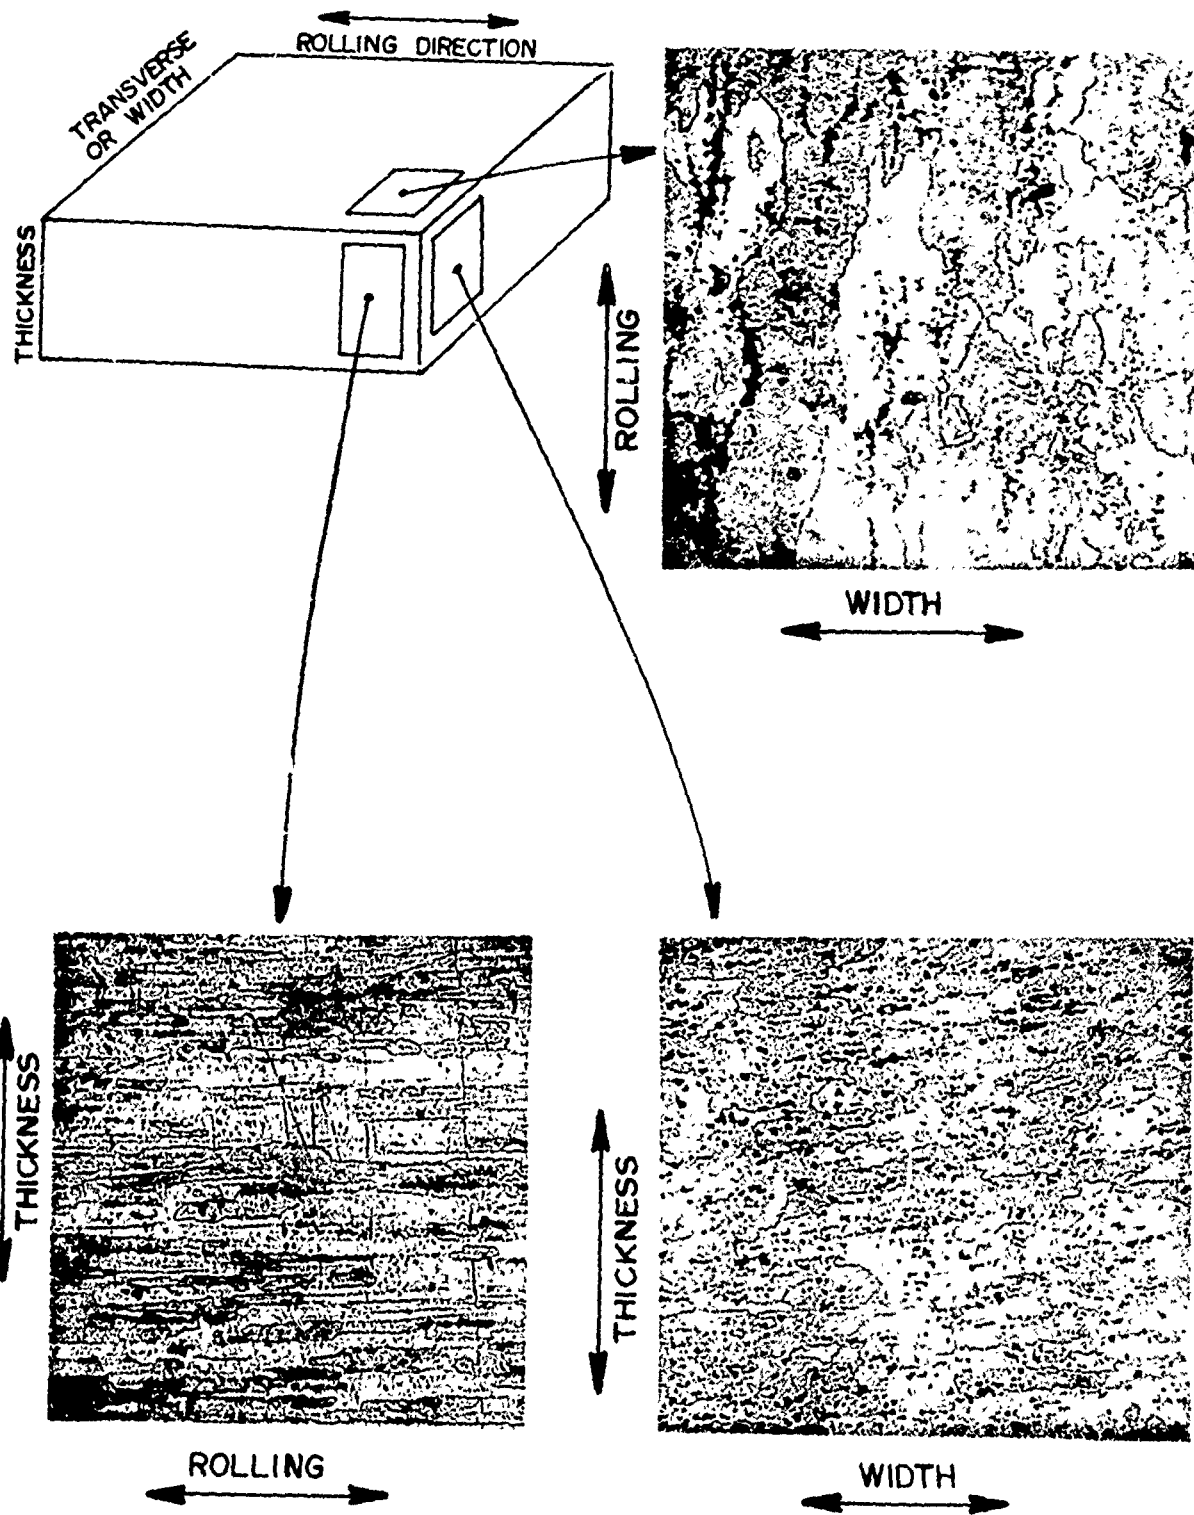 ROLLING DIRECTION
TRANSVERSE
OR WIDTH
THICKNESS
ROLLING
WIDTH
THICKNESS
ROLLING
THICKNESS
WIDTH